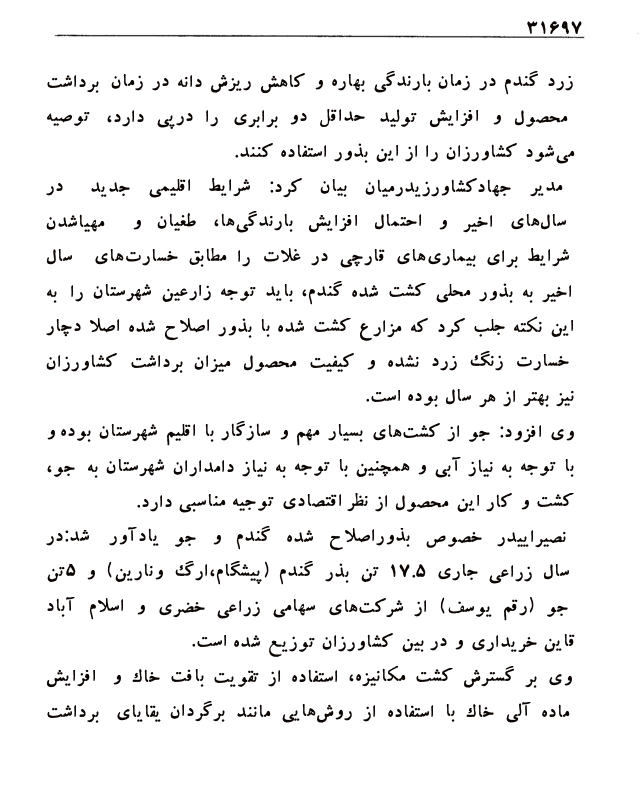 ۳۱۶۹۷
زرد گندم در زمان بارندگی بهاره و کاهش ریزش دانه در زمان برداشت
محصول و افزایش تولید حداقل دو برابری را درپی دارد، توصیه
می‌شود کشاورزان را از این بذور استفاده کنند.
مدیر جهادکشاورزیدرمیان بیان کرد: شرایط اقلیمی جدید در
سال‌های اخیر و احتمال افزایش بارندگی‌ها، طغیان و مهیاشدن
شرایط برای بیماری‌های قارچی در غلات را مطابق خسارت‌های سال
اخیر به بذور محلی کشت شده گندم، باید توجه زارعین شهرستان را به
این نکته جلب کرد که مزارع کشت شده با بذور اصلاح شده اصلا دچار
خسارت زنگ زرد نشده و کیفیت محصول میزان برداشت کشاورزان
نیز بهتر از هر سال بوده است.
وی افزود: جو از کشت‌های بسیار مهم و سازگار با اقلیم شهرستان بوده و
با توجه به نیاز آبی و همچنین با توجه به نیاز دامداران شهرستان به جو،
کشت و کار این محصول از نظر اقتصادی توجیه مناسبی دارد.
نصیراییدر خصوص بذوراصلاح شده گندم و جو یادآور شد:در
سال زراعی جاری ۱۷.۵ تن بذر گندم (پیشگام،ارگ ونارین) و ۵تن
جو (رقم یوسف) از شرکت‌های سهامی زراعی خضری و اسلام آباد
قاین خریداری و در بین کشاورزان توزیع شده است.
وی بر گسترش کشت مکانیزه، استفاده از تقویت بافت خاک و افزایش
ماده آلی خاک با استفاده از روش‌هایی مانند برگردان یقایای برداشت